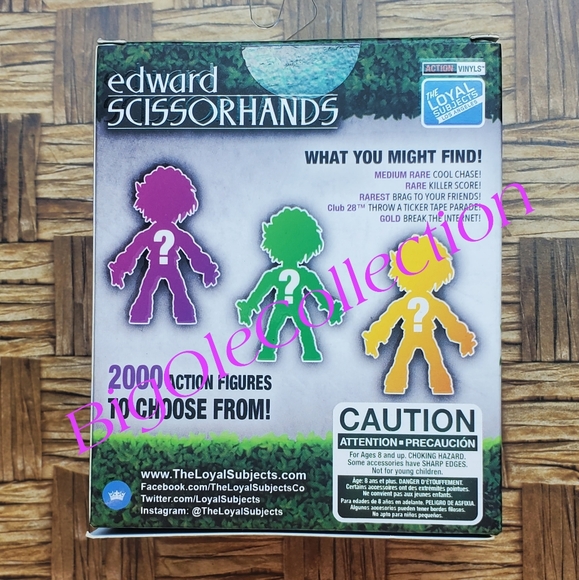 edward
SCISSORHANDS
ACTION VINYLS™
THE
LOYAL
SUBJECTS
LOS ANGELES
WHAT YOU MIGHT FIND!
MEDIUM RARE COOL CHASE!
RARE KILLER SCORE!
RAREST BRAG TO YOUR FRIENDS!
Club 28™ THROW A TICKER TAPE PARADE!
GOLD BREAK THE INTERNET!
?
?
?
BigOleCollection
2000 ACTION FIGURES
TO CHOOSE FROM!
CAUTION
ATTENTION ▪ PRECAUCIÓN
For Ages 8 and up. CHOKING HAZARD.
Some accessories have SHARP EDGES.
Not for young children.
Âge: 8 ans et plus. DANGER D'ÉTOUFFEMENT.
Certains accessoires ont des extrémités pointues.
Ne convient pas aux jeunes enfants.
Para edades de 8 años en adelante. PELIGRO DE ASFIXIA.
Algunos accesorios pueden tener bordes filosos.
No apto para niños pequeños.
www.TheLoyalSubjects.com
Facebook.com/TheLoyalSubjectsCo
Twitter.com/LoyalSubjects
Instagram: @TheLoyalSubjects